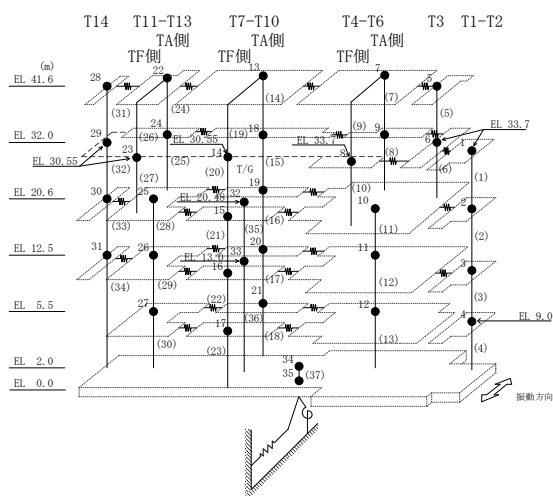 T14 T11-T13 T7-T10 T4-T6 T3 T1-T2
TA側 TA側 TA側
TF側 TF側
(m) 22 13 7
EL 41.6 28 5
(31) (24) (14) (7) (5)
EL 32.0 29 24 30.55 18 33.7 9 6 1 33.7
(26) EL (19) EL (9) EL
EL 30.55 23 14 8
(32) (25) (20) T/G (15) (8) (6)
(27) (10) (1)
EL 20.6 30 25 EL 20.48 32 19 10 2
(33) (28) 15 (35) (16) (11) (2)
(21)
EL 12.5 31 26 EL 13.0 33 20 11 3
(34) (29) 16 (17) (12) (3)
EL 5.5 27 (22) 21 12 4 EL 9.0
(30) 17 (36) (18) (13) (4)
(23)
EL 2.0 34
EL 0.0 35 (37)
振動方向